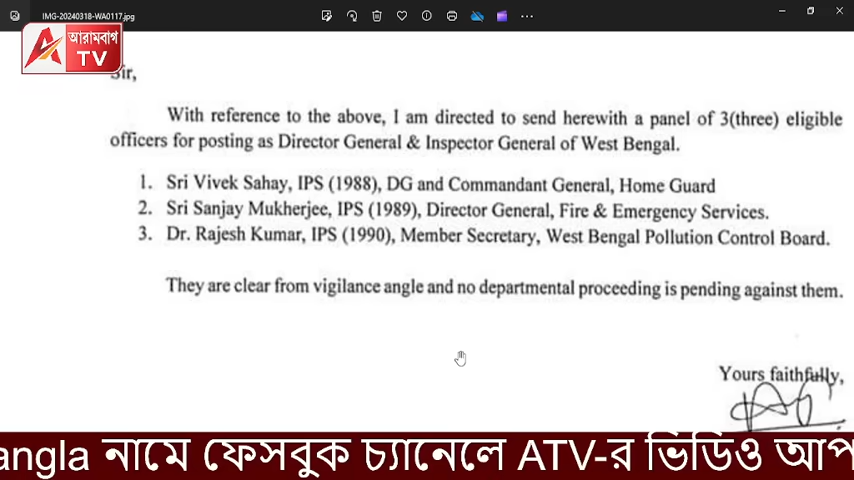 IMG-20240318-WA0117.jpg
আরামবাগ
TV
Sir,
With reference to the above, I am directed to send herewith a panel of 3(three) eligible
officers for posting as Director General & Inspector General of West Bengal.
1. Sri Vivek Sahay, IPS (1988), DG and Commandant General, Home Guard
2. Sri Sanjay Mukherjee, IPS (1989), Director General, Fire & Emergency Services.
3. Dr. Rajesh Kumar, IPS (1990), Member Secretary, West Bengal Pollution Control Board.
They are clear from vigilance angle and no departmental proceeding is pending against them.
Yours faithfully,
angla নামে ফেসবুক চ্যানেলে ATV-র ভিডিও আপ